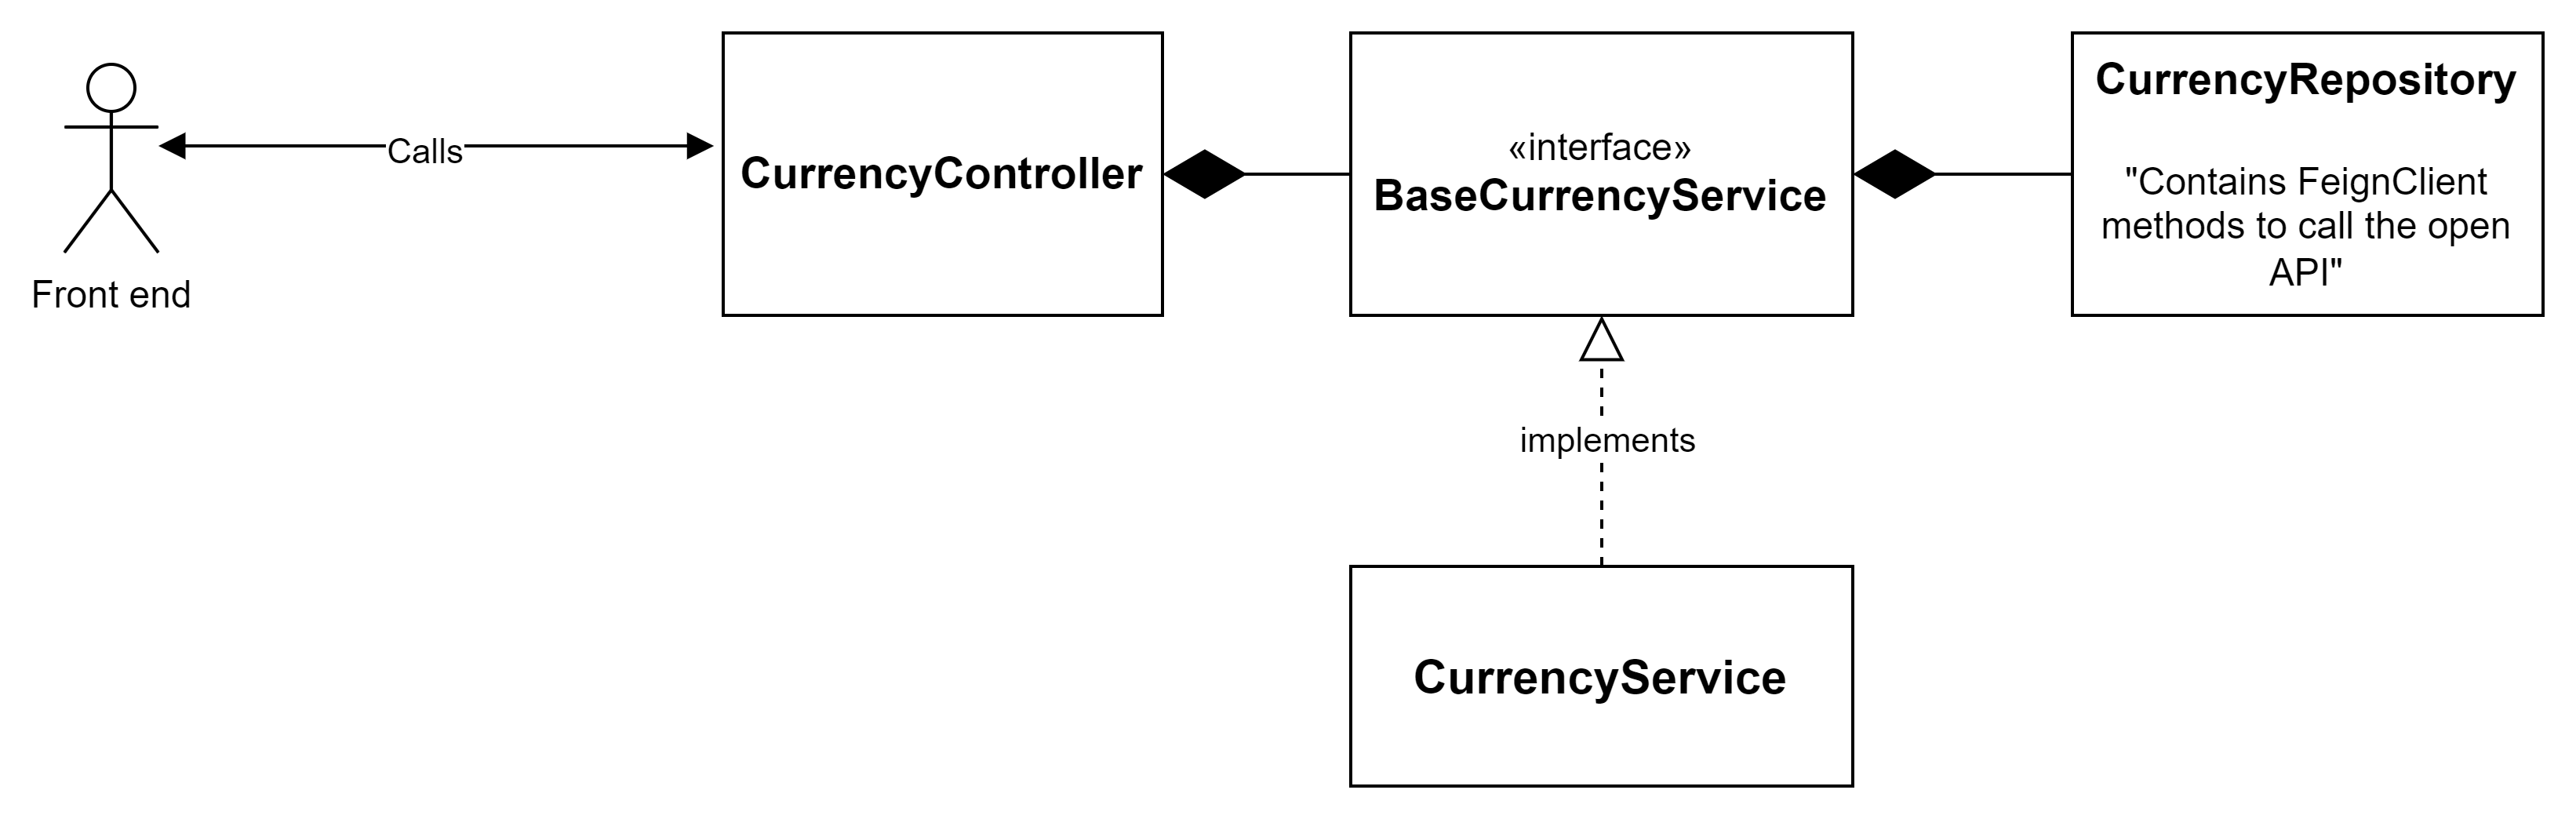 Front end
Calls
CurrencyController
«interface»
BaseCurrencyService
CurrencyRepository
"Contains FeignClient
methods to call the open
API"
implements
CurrencyService